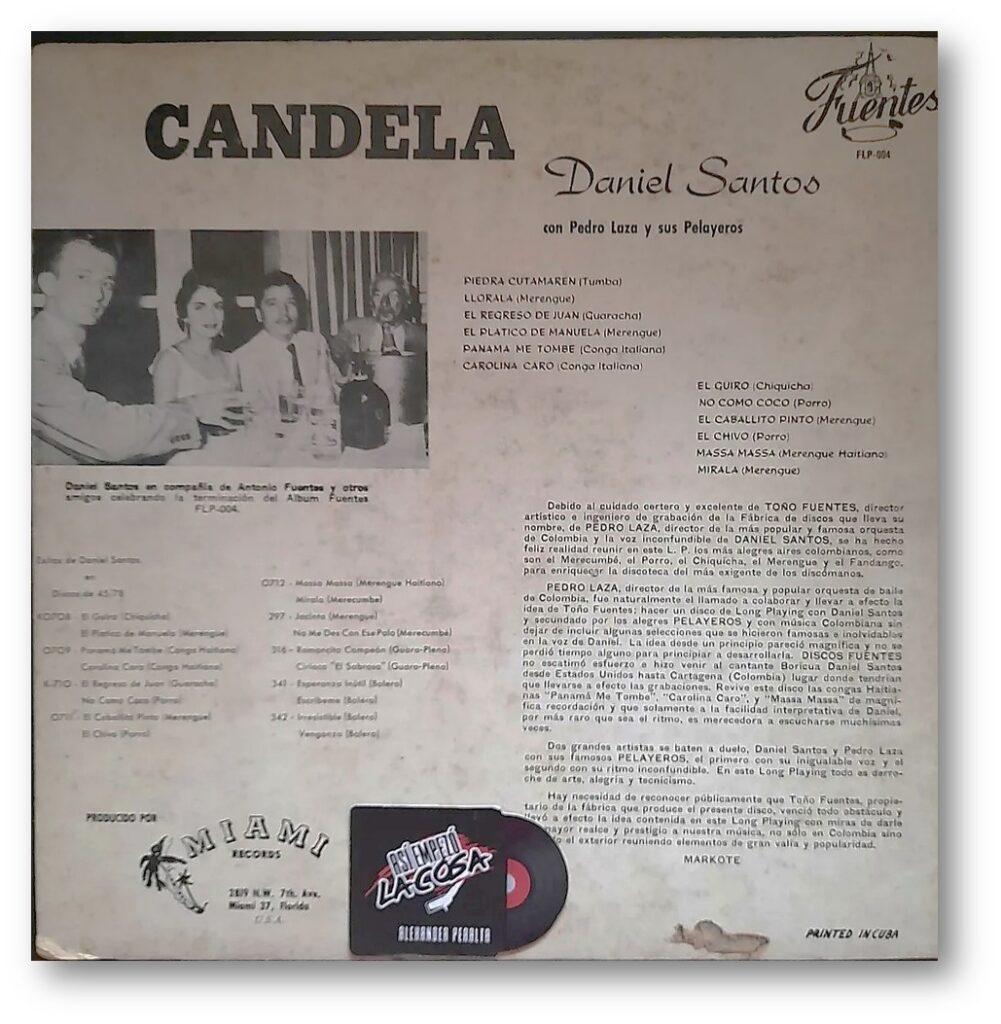 Fuentes
FLP-004
CANDELA
Daniel Santos
con Pedro Laza y sus Pelayeros
PIEDRA CUTAMAREN (Tumba)
LLORALA (Merengue)
EL REGRESO DE JUAN (Guaracha)
EL PLATICO DE MANUELA (Merengue)
PANAMA ME TOMBE (Conga Italiana)
CAROLINA CARO (Conga Italiana)
EL GUIRO (Chiquicha)
NO COMO COCO (Porro)
EL CABALLITO PINTO (Merengue)
EL CHIVO (Porro)
MASSA MASSA (Merengue Haitiano)
MIRALA (Merengue)
Daniel Santos en compañía de Antonio Fuentes y otros
amigos celebrando la terminación del Album Fuentes
FLP-004.
Exitos de Daniel Santos
en
Discos de 45/78
KO708 - El Guiro (Chiquicha)
El Platico de Manuela (Merengue)
O709 - Panamá Me Tombe (Conga Haitiana)
Carolina Caro (Conga Haitiana)
K-710 - El Regreso de Juan (Guaracha)
No Como Coco (Porro)
O711 - El Caballito Pinto (Merengue)
El Chivo (Porro)
O712 - Massa Massa (Merengue Haitiano)
Mirala (Merecumbe)
297 - Jacinta (Merengue)
No Me Des Con Ese Palo (Merecumbé)
316 - Romancito Campeón (Guara-Plena)
Ciriaco "El Sabroso" (Guara-Plena)
341 - Esperanza Inútil (Bolero)
Escríbeme (Bolero)
342 - Irresistible (Bolero)
Venganza (Bolero)
Debido al cuidado certero y excelente de TOÑO FUENTES, director
artístico e ingeniero de grabación de la Fábrica de discos que lleva su
nombre, de PEDRO LAZA, director de la más popular y famosa orquesta
de Colombia y la voz inconfundible de DANIEL SANTOS, se ha hecho
feliz realidad reunir en este L. P. los más alegres aires colombianos, como
son el Merecumbé, el Porro, el Chiquicha, el Merengue y el Fandango,
para enriquecer la discoteca del más exigente de los discómanos.
PEDRO LAZA, director de la más famosa y popular orquesta de baile
de Colombia, fue naturalmente el llamado a colaborar y llevar a efecto la
idea de Toño Fuentes; hacer un disco de Long Playing con Daniel Santos
y secundado por los alegres PELAYEROS y con música Colombiana sin
dejar de incluir algunas selecciones que se hicieron famosas e inolvidables
en la voz de Daniel. La idea desde un principio pareció magnífica y no se
perdió tiempo alguno para principiar a desarrollarla. DISCOS FUENTES
no escatimó esfuerzo e hizo venir al cantante Boricua Daniel Santos
desde Estados Unidos hasta Cartagena (Colombia) lugar donde tendrían
que llevarse a efecto las grabaciones. Revive este disco las congas Haitia-
nas "Panamá Me Tombe", "Carolina Caro", y "Massa Massa" de magní-
fica recordación y que solamente a la facilidad interpretativa de Daniel,
por más raro que sea el ritmo, es merecedora a escucharse muchísimas
veces.
Dos grandes artistas se baten a duelo, Daniel Santos y Pedro Laza
con sus famosos PELAYEROS, el primero con su inigualable voz y el
segundo con su ritmo inconfundible. En este Long Playing todo es derro-
che de arte, alegría y tecnicismo.
Hay necesidad de reconocer públicamente que Toño Fuentes, propie-
tario de la fábrica que produce el presente disco, venció todo obstáculo y
llevó a efecto la idea contenida en este Long Playing con miras de darle
mayor realce y prestigio a nuestra música, no sólo en Colombia sino
el exterior reuniendo elementos de gran valía y popularidad.
MARKOTE
PRODUCIDO POR
MIAMI
RECORDS
2819 N.W. 7th. Ave.
Miami 37, Florida
U.S.A.
ASÍ EMPEZÓ
LA COSA
ALEXANDER PERALTA
PRINTED IN CUBA